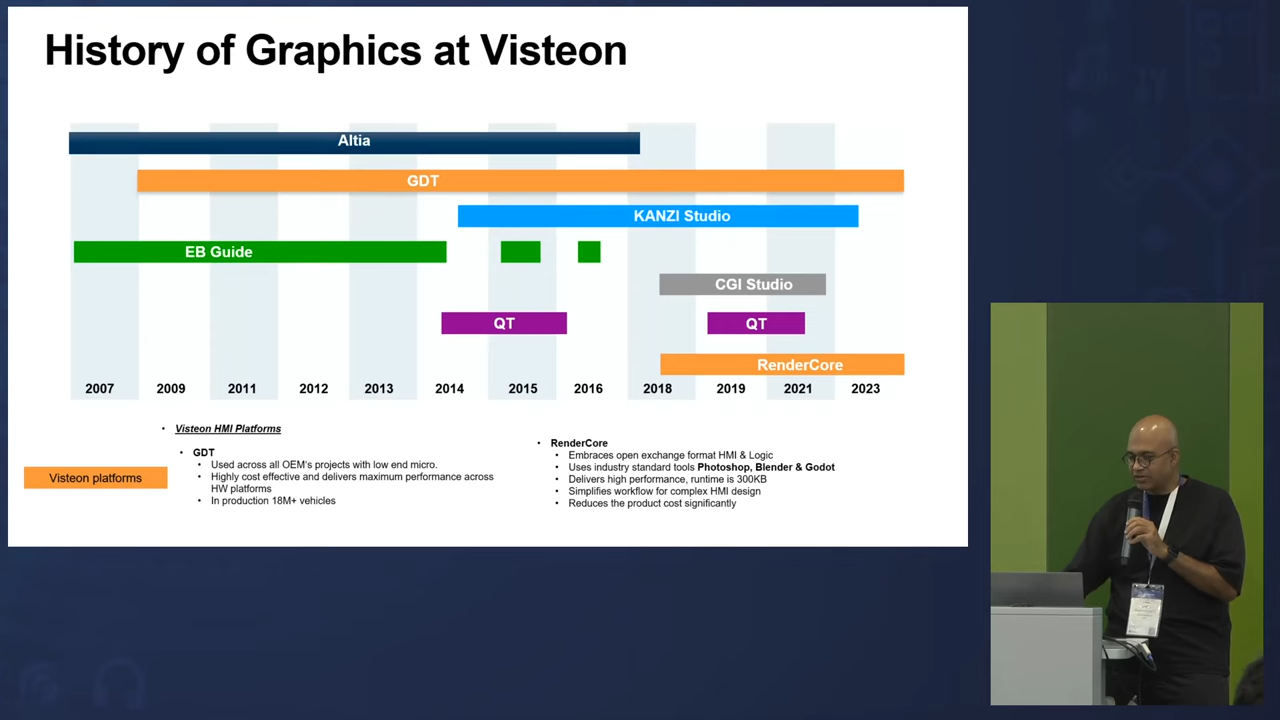 History of Graphics at Visteon
Altia
GDT
KANZI Studio
EB Guide
CGI Studio
QT
QT
RenderCore
2007 2009 2011 2012 2013 2014 2015 2016 2018 2019 2021 2023
• Visteon HMI Platforms
Visteon platforms
• GDT
• Used across all OEM's projects with low end micro.
• Highly cost effective and delivers maximum performance across
HW platforms
• In production 18M+ vehicles
• RenderCore
• Embraces open exchange format HMI & Logic
• Uses industry standard tools Photoshop, Blender & Godot
• Delivers high performance, runtime is 300KB
• Simplifies workflow for complex HMI design
• Reduces the product cost significantly